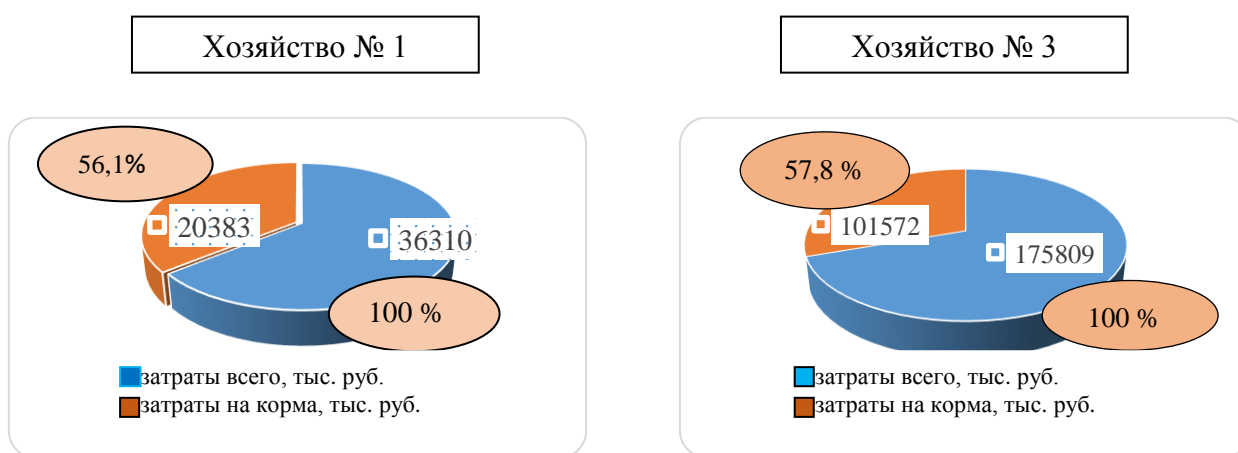 Хозяйство № 1
56,1%
20383
36310
100 %
затраты всего, тыс. руб.
затраты на корма, тыс. руб.
Хозяйство № 3
57,8 %
101572
175809
100 %
затраты всего, тыс. руб.
затраты на корма, тыс. руб.